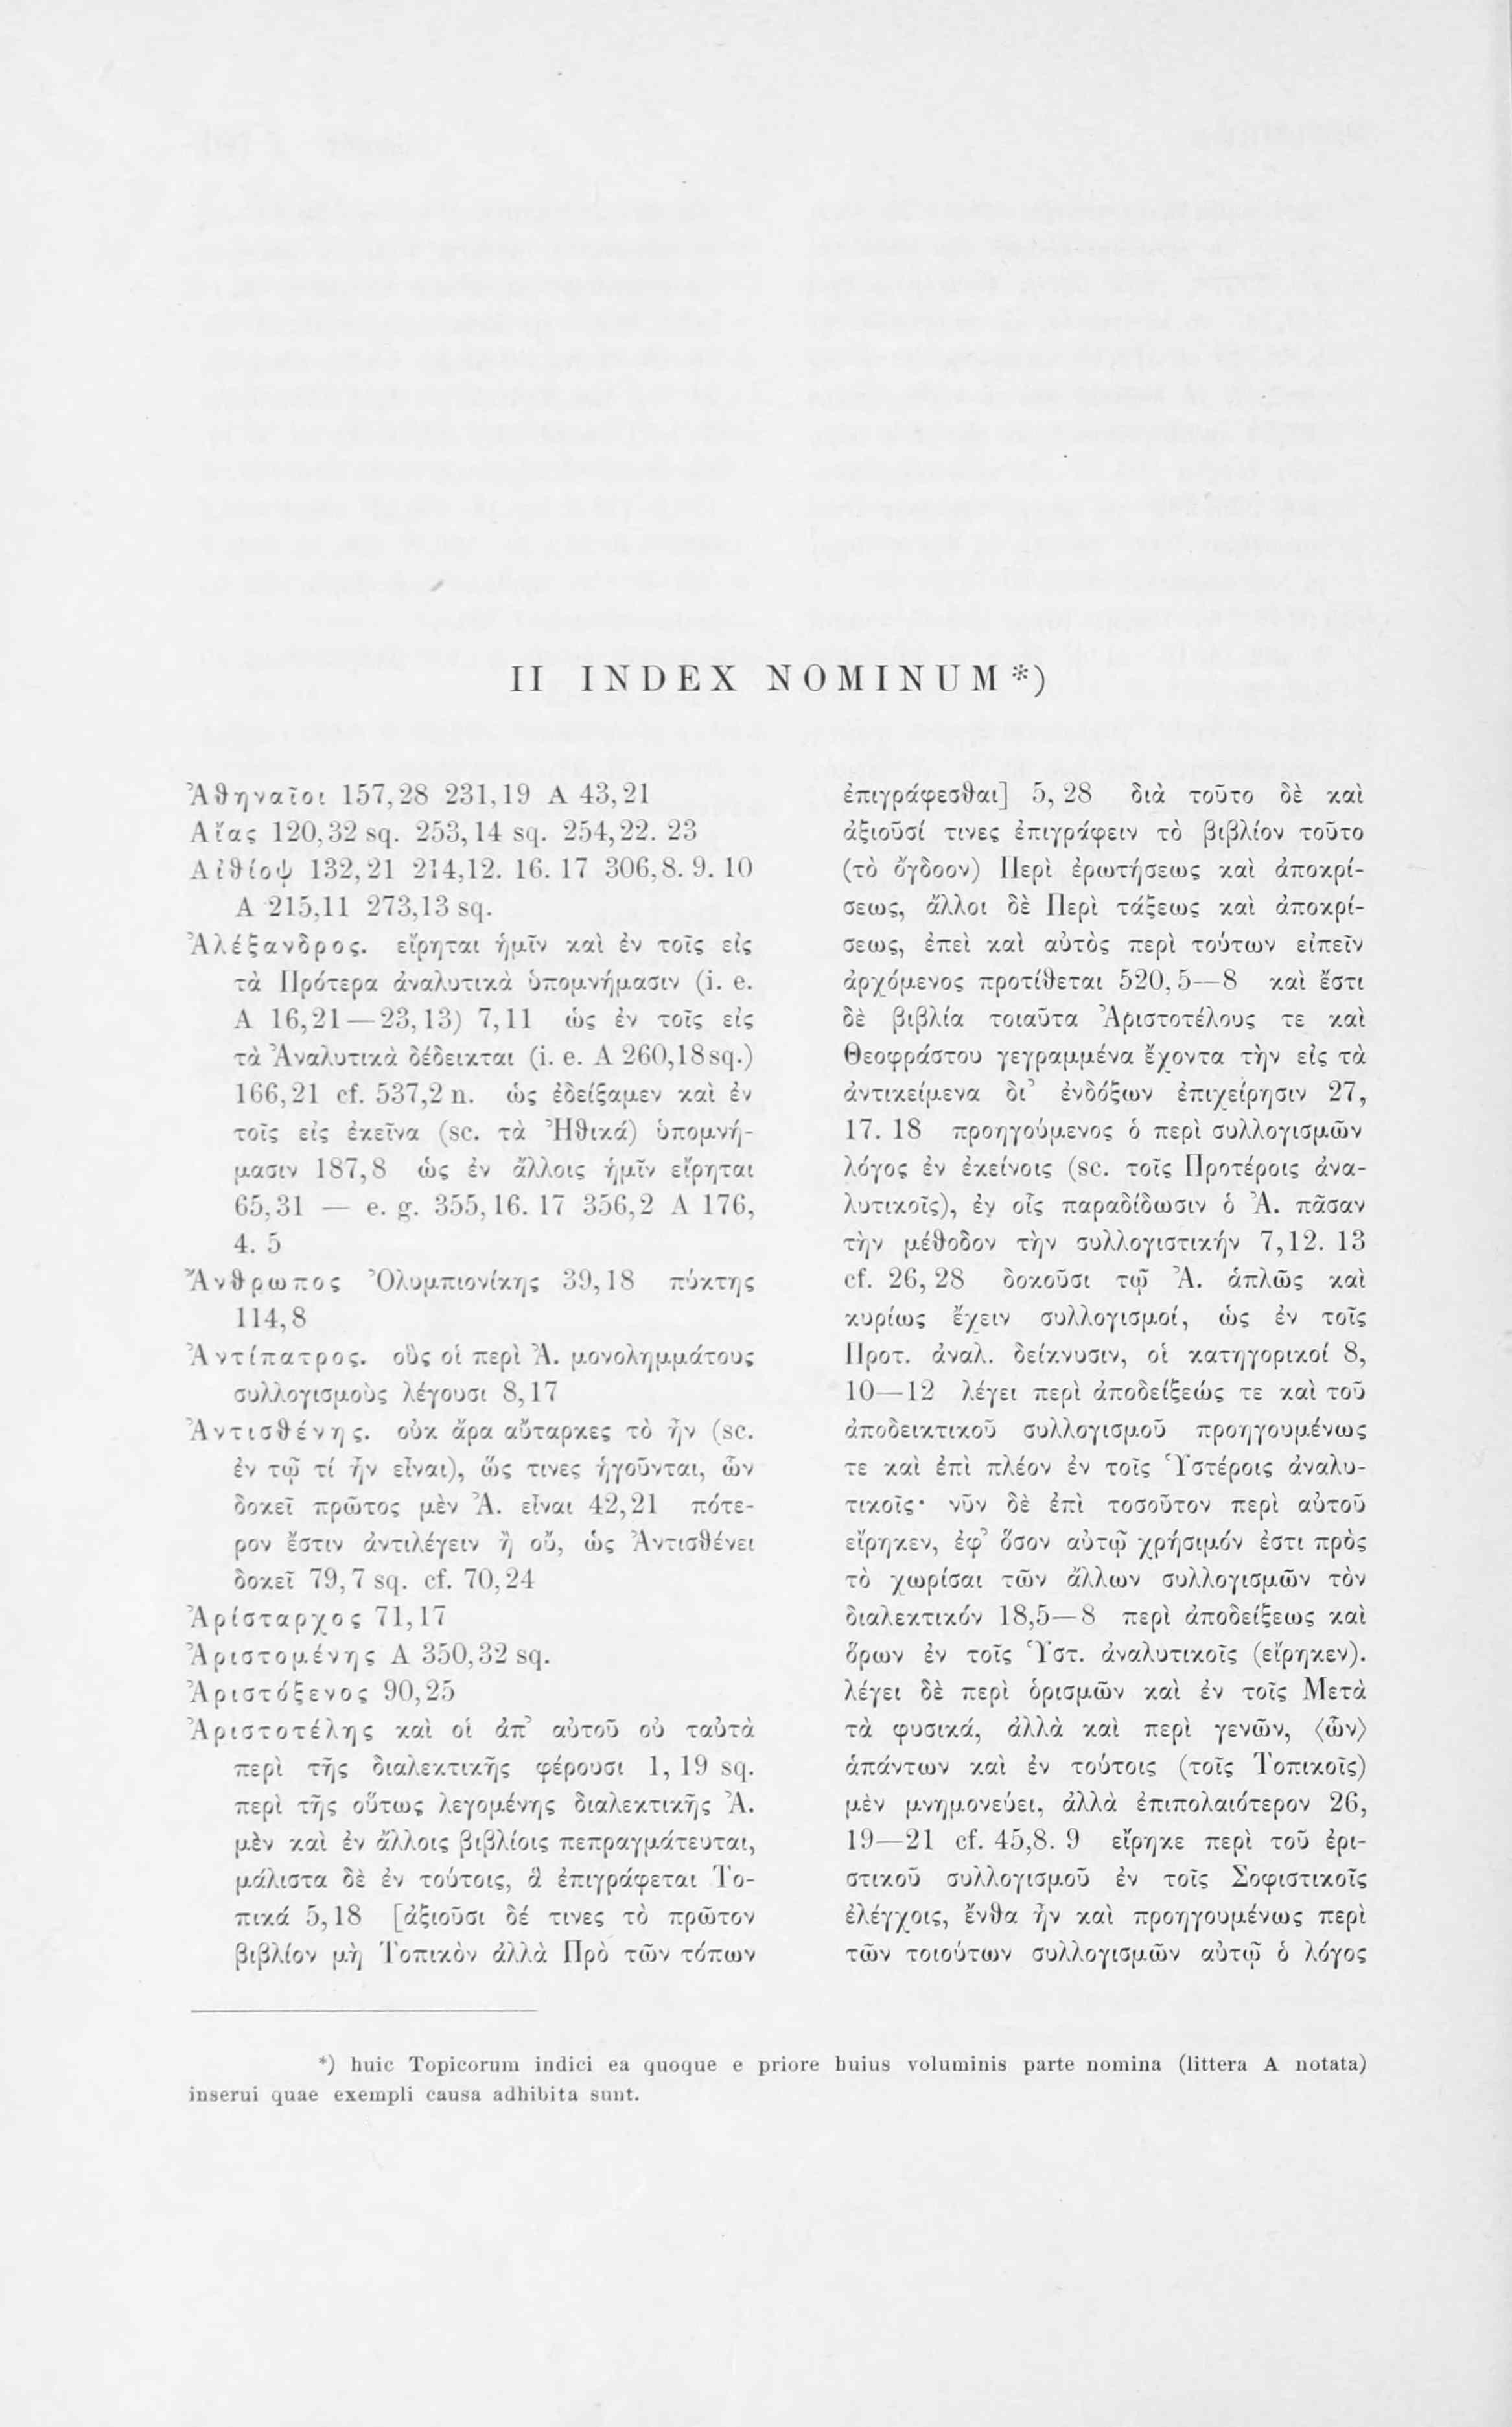 II INDEX NOMINUM*)
Ἀθηναῖοι 157,28 231,19 A 43,21
Αἴας 120,32 sq. 253,14 sq. 254,22. 23
Αἰθίοψ 132,21 214,12. 16. 17 306,8. 9. 10
A 215,11 273,13 sq.
Ἀλέξανδρος. εἴρηται ἡμῖν καὶ ἐν τοῖς εἰς
τὰ Πρότερα ἀναλυτικὰ ὑπομνήμασιν (i. e.
A 16,21—23,13) 7,11 ὡς ἐν τοῖς εἰς
τὰ Ἀναλυτικὰ δέδεικται (i. e. A 260,18sq.)
166,21 cf. 537,2 n. ὡς ἐδείξαμεν καὶ ἐν
τοῖς εἰς ἐκεῖνα (sc. τὰ Ἠθικά) ὑπομνή-
μασιν 187,8 ὡς ἐν ἄλλοις ἡμῖν εἴρηται
65,31 — e. g. 355,16. 17 356,2 A 176,
4. 5
Ἄνθρωπος Ὀλυμπιονίκης 39,18 πύκτης
114,8
Ἀντίπατρος. οὓς οἱ περὶ Ἀ. μονολημμάτους
συλλογισμοὺς λέγουσι 8,17
Ἀντισθένης. οὐκ ἄρα αὔταρκες τὸ ἦν (sc.
ἐν τῷ τί ἦν εἶναι), ὥς τινες ἡγοῦνται, ὧν
δοκεῖ πρῶτος μὲν Ἀ. εἶναι 42,21 πότε-
ρον ἔστιν ἀντιλέγειν ἢ οὔ, ὡς Ἀντισθένει
δοκεῖ 79,7 sq. cf. 70,24
Ἀρίσταρχος 71,17
Ἀριστομένης A 350,32 sq.
Ἀριστόξενος 90,25
Ἀριστοτέλης καὶ οἱ ἀπ’ αὐτοῦ οὐ ταὐτὰ
περὶ τῆς διαλεκτικῆς φέρουσι 1, 19 sq.
περὶ τῆς οὕτως λεγομένης διαλεκτικῆς Ἀ.
μὲν καὶ ἐν ἄλλοις βιβλίοις πεπραγμάτευται,
μάλιστα δὲ ἐν τούτοις, ἃ ἐπιγράφεται Το-
πικά 5,18 [ἀξιοῦσι δέ τινες τὸ πρῶτον
βιβλίον μὴ Τοπικὸν ἀλλὰ Πρὸ τῶν τόπων
ἐπιγράφεσθαι] 5, 28 διὰ τοῦτο δὲ καὶ
ἀξιοῦσί τινες ἐπιγράφειν τὸ βιβλίον τοῦτο
(τὸ ὄγδοον) Περὶ ἐρωτήσεως καὶ ἀποκρί-
σεως, ἄλλοι δὲ Περὶ τάξεως καὶ ἀποκρί-
σεως, ἐπεὶ καὶ αὐτὸς περὶ τούτων εἰπεῖν
ἀρχόμενος προτίθεται 520, 5—8 καὶ ἔστι
δὲ βιβλία τοιαῦτα Ἀριστοτέλους τε καὶ
Θεοφράστου γεγραμμένα ἔχοντα τὴν εἰς τὰ
ἀντικείμενα δι’ ἐνδόξων ἐπιχείρησιν 27,
17. 18 προηγούμενος ὁ περὶ συλλογισμῶν
λόγος ἐν ἐκείνοις (sc. τοῖς Προτέροις ἀνα-
λυτικοῖς), ἐν οἷς παραδίδωσιν ὁ Ἀ. πᾶσαν
τὴν μέθοδον τὴν συλλογιστικήν 7,12. 13
cf. 26, 28 δοκοῦσι τῷ Ἀ. ἁπλῶς καὶ
κυρίως ἔχειν συλλογισμοί, ὡς ἐν τοῖς
Προτ. ἀναλ. δείκνυσιν, οἱ κατηγορικοί 8,
10—12 λέγει περὶ ἀποδείξεώς τε καὶ τοῦ
ἀποδεικτικοῦ συλλογισμοῦ προηγουμένως
τε καὶ ἐπὶ πλέον ἐν τοῖς Ὑστέροις ἀναλυ-
τικοῖς· νῦν δὲ ἐπὶ τοσοῦτον περὶ αὐτοῦ
εἴρηκεν, ἐφ’ ὅσον αὐτῷ χρήσιμόν ἐστι πρὸς
τὸ χωρίσαι τῶν ἄλλων συλλογισμῶν τὸν
διαλεκτικόν 18,5—8 περὶ ἀποδείξεως καὶ
ὅρων ἐν τοῖς Ὑστ. ἀναλυτικοῖς (εἴρηκεν).
λέγει δὲ περὶ ὁρισμῶν καὶ ἐν τοῖς Μετὰ
τὰ φυσικά, ἀλλὰ καὶ περὶ γενῶν, ⟨ὧν⟩
ἁπάντων καὶ ἐν τούτοις (τοῖς Τοπικοῖς)
μὲν μνημονεύει, ἀλλὰ ἐπιπολαιότερον 26,
19—21 cf. 45,8. 9 εἴρηκε περὶ τοῦ ἐρι-
στικοῦ συλλογισμοῦ ἐν τοῖς Σοφιστικοῖς
ἐλέγχοις, ἔνθα ἦν καὶ προηγουμένως περὶ
τῶν τοιούτων συλλογισμῶν αὐτῷ ὁ λόγος
*) huic Topicorum indici ea quoque e priore huius voluminis parte nomina (littera A notata)
inserui quae exempli causa adhibita sunt.